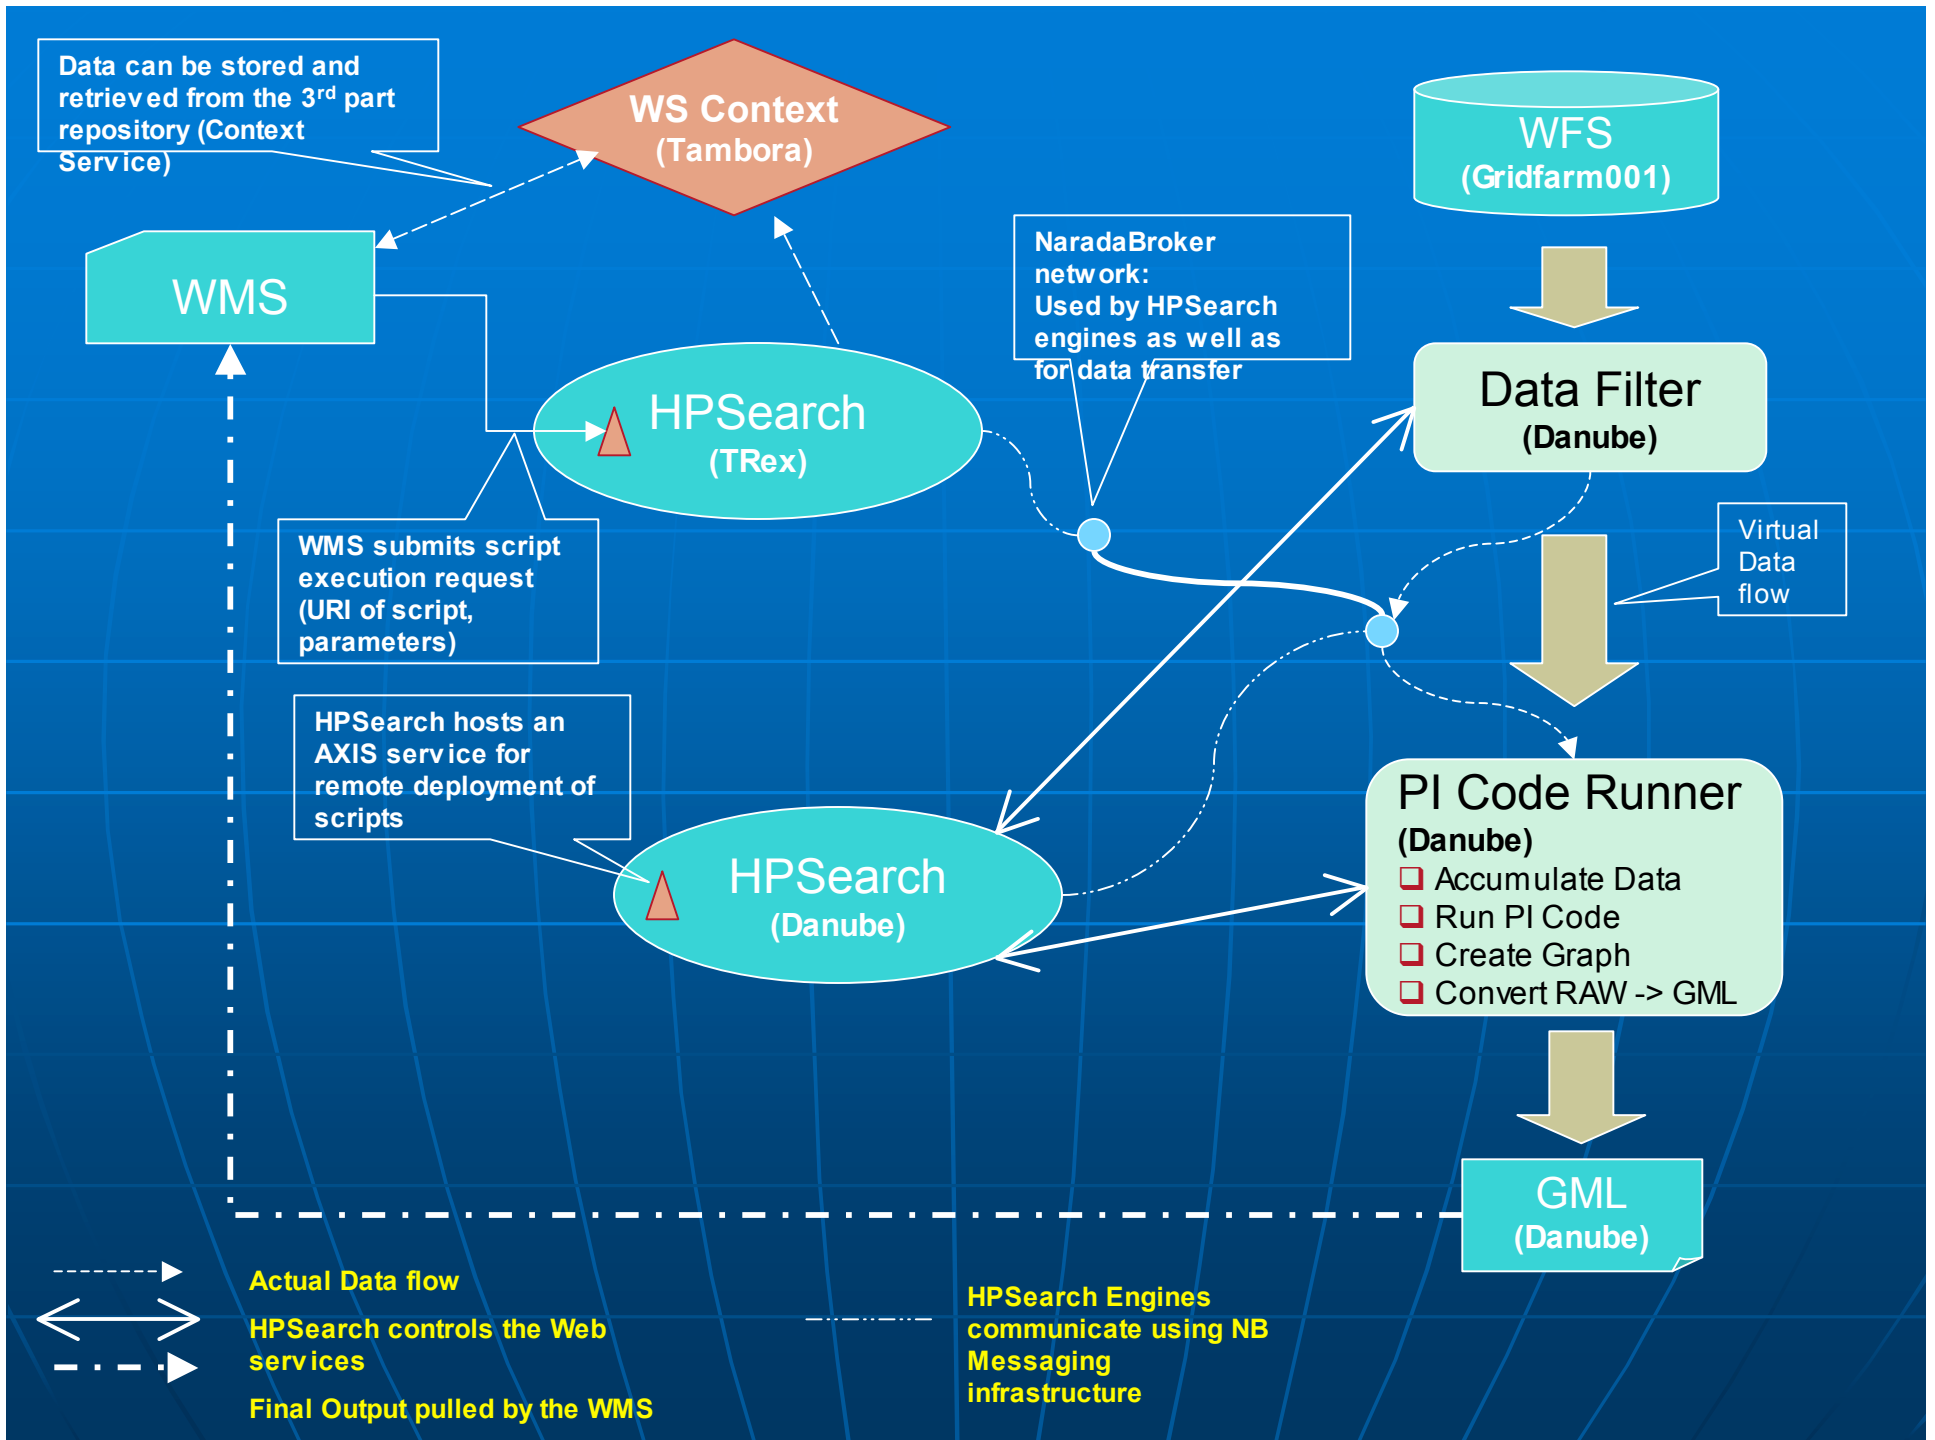 Data can be stored and
retrieved from the 3rd part
repository (Context
Service)
WS Context
(Tambora)
WFS
(Gridfarm001)
WMS
NaradaBroker
network:
Used by HPSearch
engines as well as
for data transfer
HPSearch
(TRex)
Data Filter
(Danube)
WMS submits script
execution request
(URI of script,
parameters)
Virtual
Data
flow
HPSearch hosts an
AXIS service for
remote deployment of
scripts
HPSearch
(Danube)
PI Code Runner
(Danube)
❑ Accumulate Data
❑ Run PI Code
❑ Create Graph
❑ Convert RAW -> GML
GML
(Danube)
Actual Data flow
HPSearch controls the Web
services
Final Output pulled by the WMS
HPSearch Engines
communicate using NB
Messaging
infrastructure